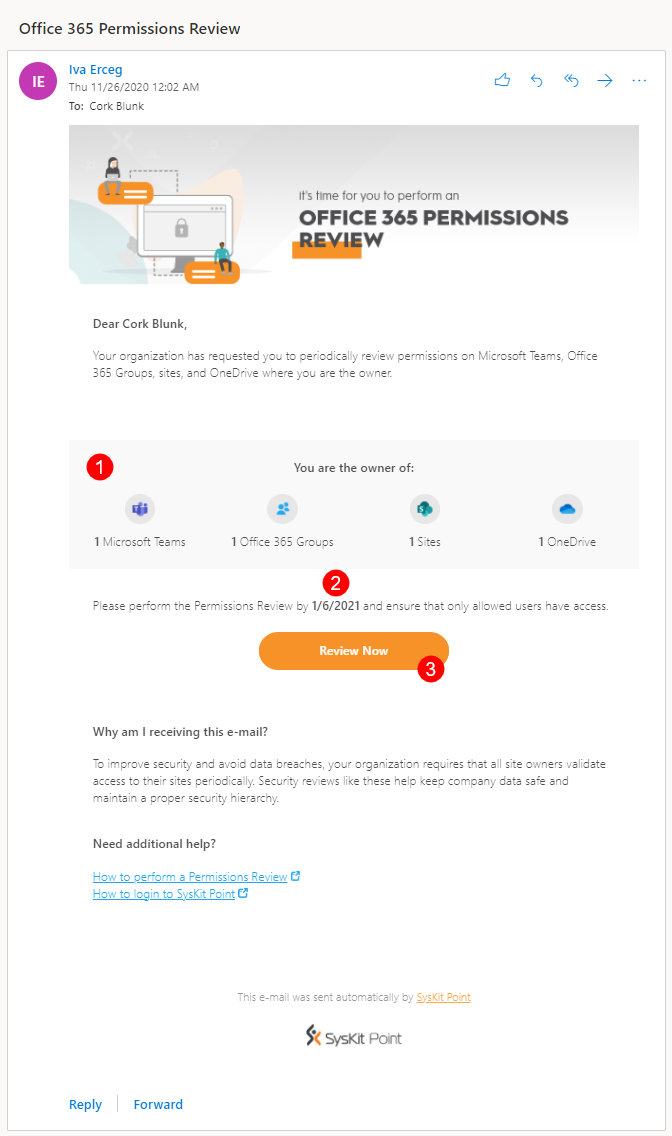 Office 365 Permissions Review
IE
Iva Erceg
Thu 11/26/2020 12:02 AM
To: Cork Blunk
it's time for you to perform an
OFFICE 365 PERMISSIONS
REVIEW
Dear Cork Blunk,
Your organization has requested you to periodically review permissions on Microsoft Teams, Office
365 Groups, sites, and OneDrive where you are the owner.
1
You are the owner of:
1 Microsoft Teams 1 Office 365 Groups 1 Sites 1 OneDrive
2
Please perform the Permissions Review by 1/6/2021 and ensure that only allowed users have access.
Review Now
3
Why am I receiving this e-mail?
To improve security and avoid data breaches, your organization requires that all site owners validate
access to their sites periodically. Security reviews like these help keep company data safe and
maintain a proper security hierarchy.
Need additional help?
How to perform a Permissions Review
How to login to SysKit Point
This e-mail was sent automatically by SysKit Point
SysKit Point
Reply Forward